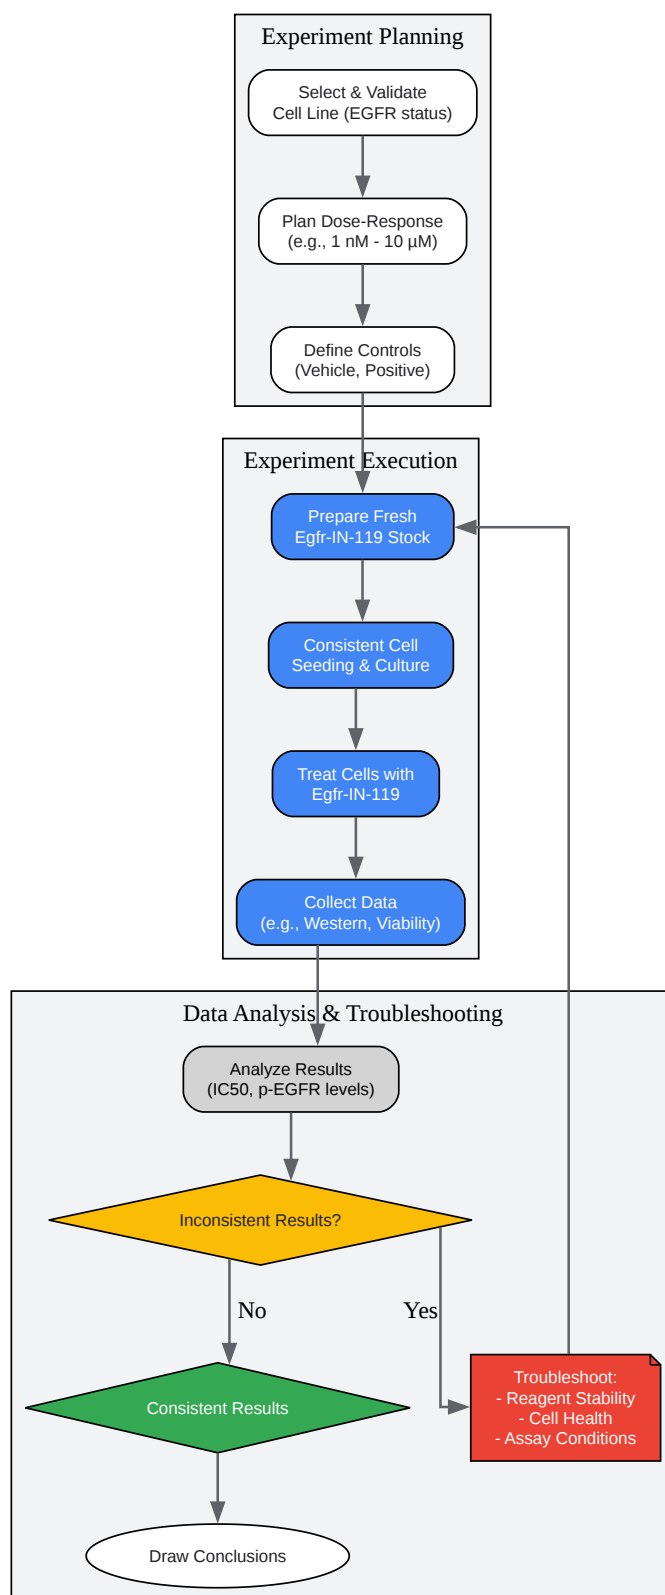 Experiment Planning
Select & Validate
Cell Line (EGFR status)
Plan Dose-Response
(e.g., 1 nM - 10 µM)
Define Controls
(Vehicle, Positive)
Experiment Execution
Prepare Fresh
Egfr-IN-119 Stock
Consistent Cell
Seeding & Culture
Treat Cells with
Egfr-IN-119
Collect Data
(e.g., Western, Viability)
Data Analysis & Troubleshooting
Analyze Results
(IC50, p-EGFR levels)
Inconsistent Results?
No
Yes
Troubleshoot:
- Reagent Stability
- Cell Health
- Assay Conditions
Consistent Results
Draw Conclusions